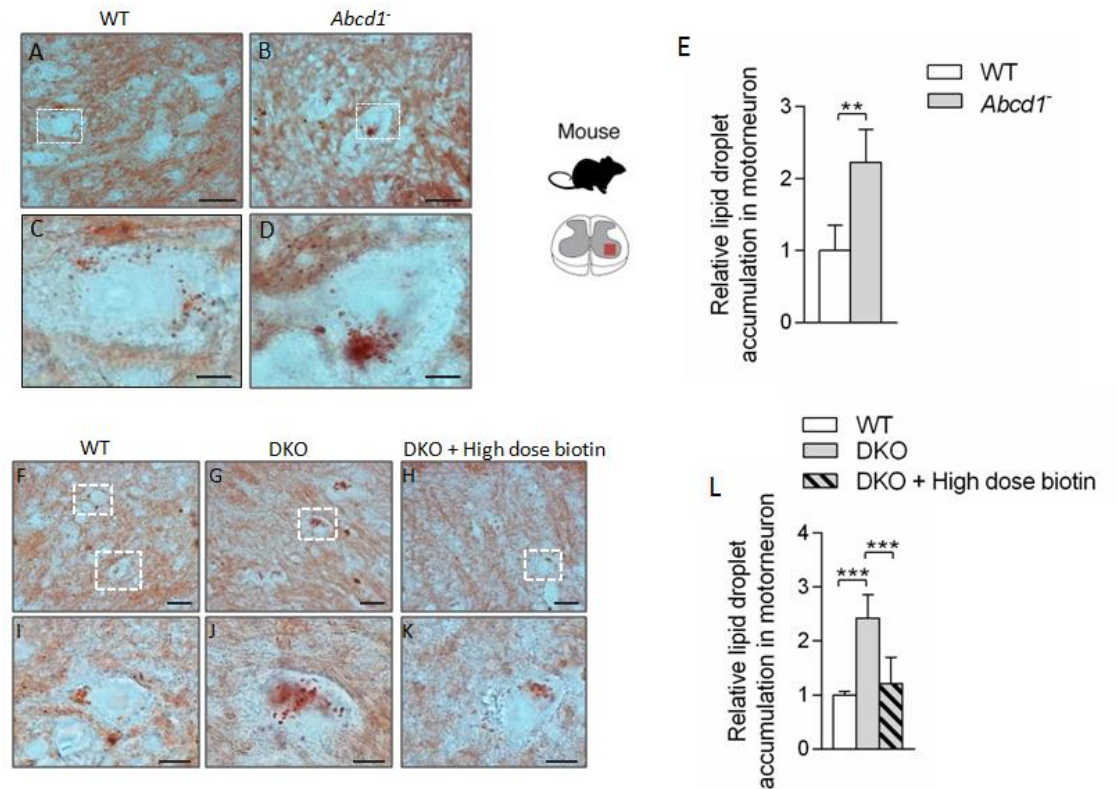 WT
Abcd1-
A
B
C
D
Mouse
E
WT
Abcd1-
Relative lipid droplet
accumulation in motorneuron
3
2
1
0
**
WT
DKO
DKO + High dose biotin
F
G
H
I
J
K
WT
DKO
DKO + High dose biotin
L
Relative lipid droplet
accumulation in motorneuron
4
3
2
1
0
***
***